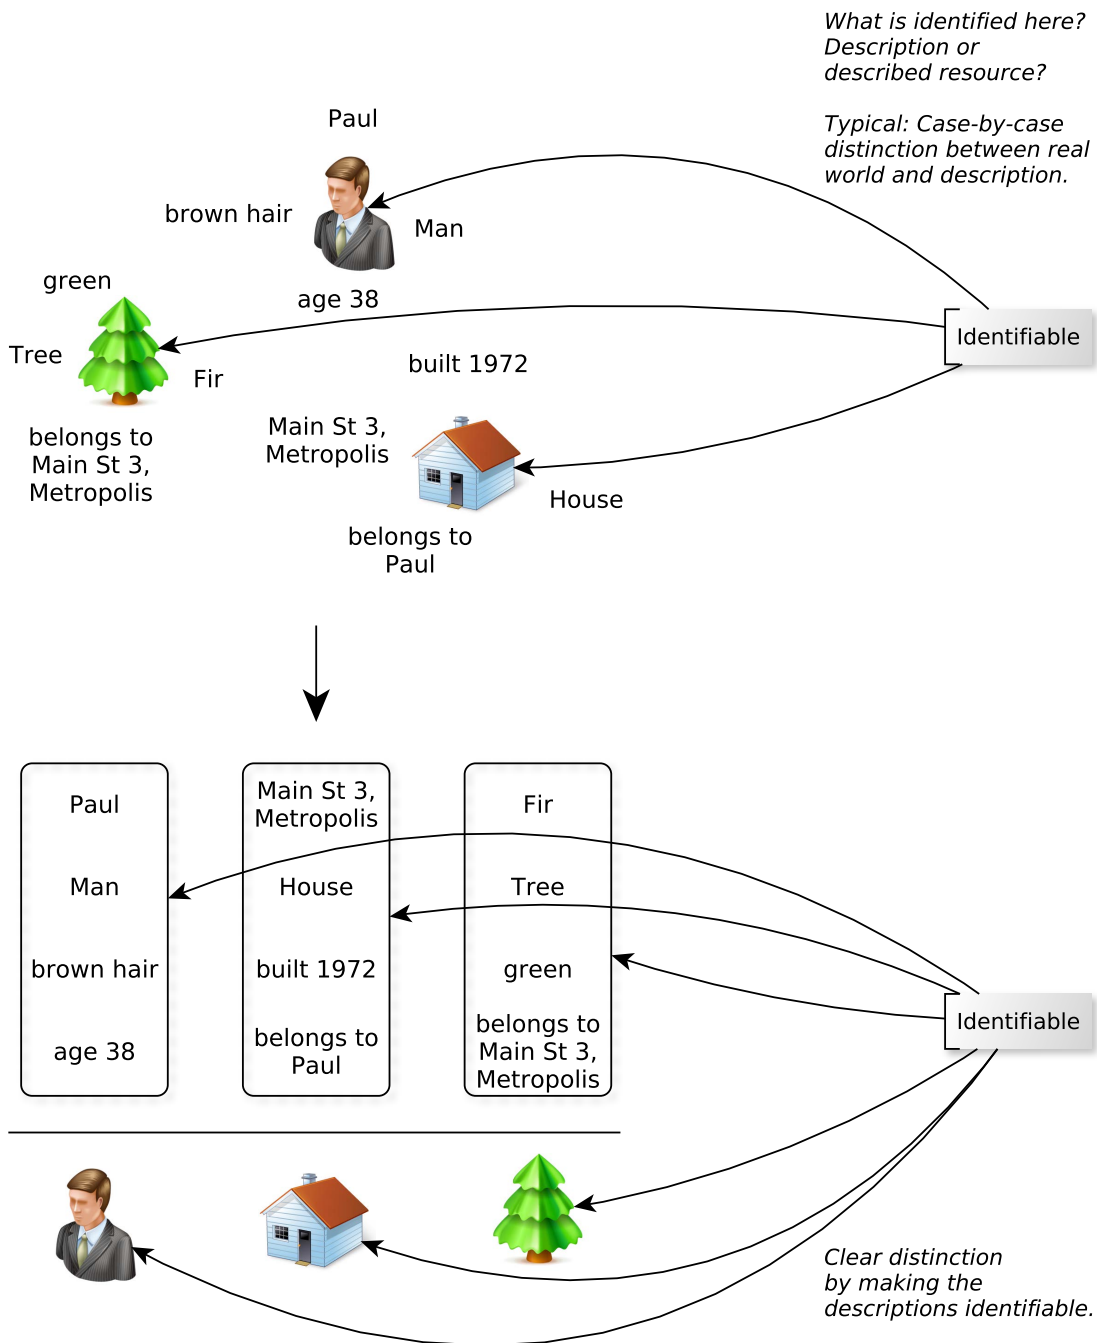 What is identified here?
Description or
described resource?
Typical: Case-by-case
distinction between real
world and description.
Paul
brown hair
Man
age 38
green
Tree
Fir
belongs to
Main St 3,
Metropolis
built 1972
Main St 3,
Metropolis
House
belongs to
Paul
Identifiable
Paul
Man
brown hair
age 38
Main St 3,
Metropolis
House
built 1972
belongs to
Paul
Fir
Tree
green
belongs to
Main St 3,
Metropolis
Identifiable
Clear distinction
by making the
descriptions identifiable.